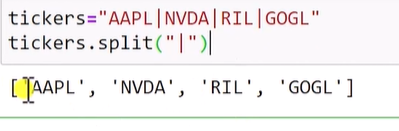 tickers="AAPL|NVDA|RIL|GOGL"
tickers.split("|")
['AAPL', 'NVDA', 'RIL', 'GOGL']